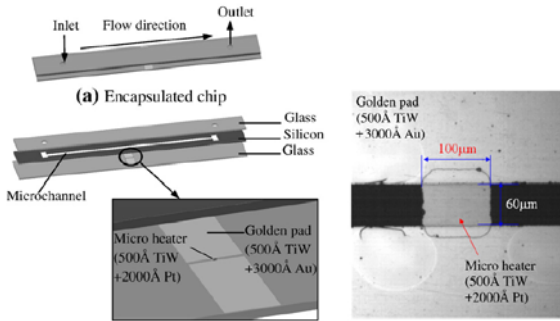 Inlet
Flow direction
Outlet
(a) Encapsulated chip
Glass
Silicon
Glass
Microchannel
Micro heater
(500Å TiW
+2000Å Pt)
Golden pad
(500Å TiW
+3000Å Au)
Golden pad
(500Å TiW
+3000Å Au)
100μm
60μm
Micro heater
(500Å TiW
+2000Å Pt)